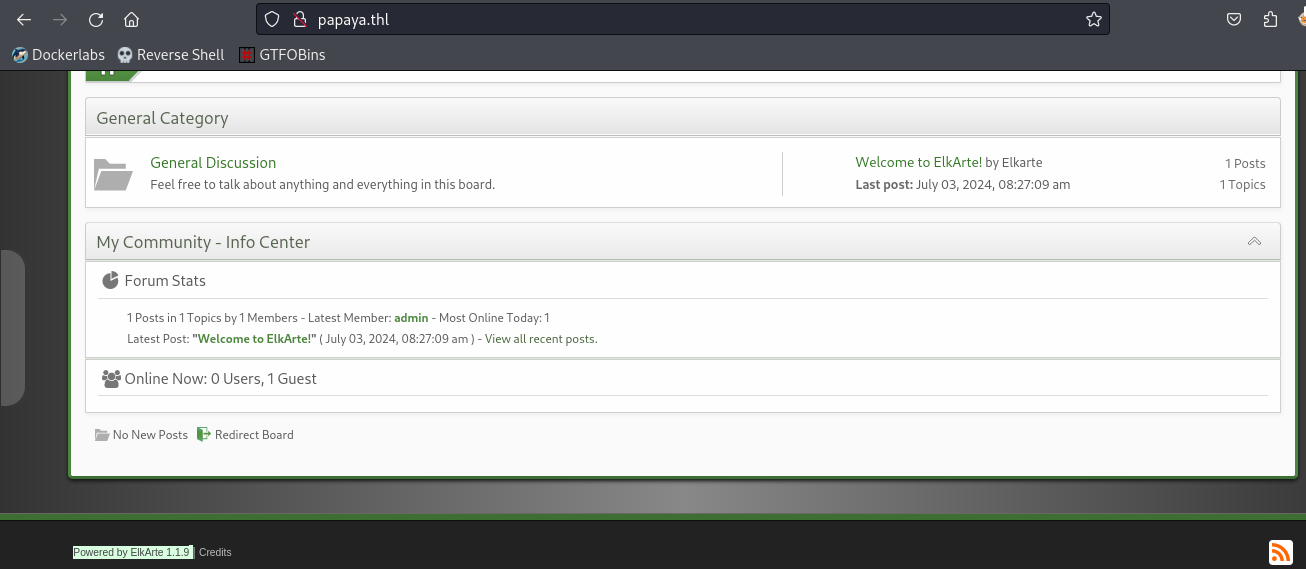 papaya.thl
Dockerlabs Reverse Shell GTFOBins
General Category
General Discussion
Feel free to talk about anything and everything in this board.
Welcome to ElkArte! by Elkarte
Last post: July 03, 2024, 08:27:09 am
1 Posts
1 Topics
My Community - Info Center
Forum Stats
1 Posts in 1 Topics by 1 Members - Latest Member: admin - Most Online Today: 1
Latest Post: "Welcome to ElkArte!" ( July 03, 2024, 08:27:09 am ) - View all recent posts.
Online Now: 0 Users, 1 Guest
No New Posts Redirect Board
Powered by ElkArte 1.1.9 | Credits